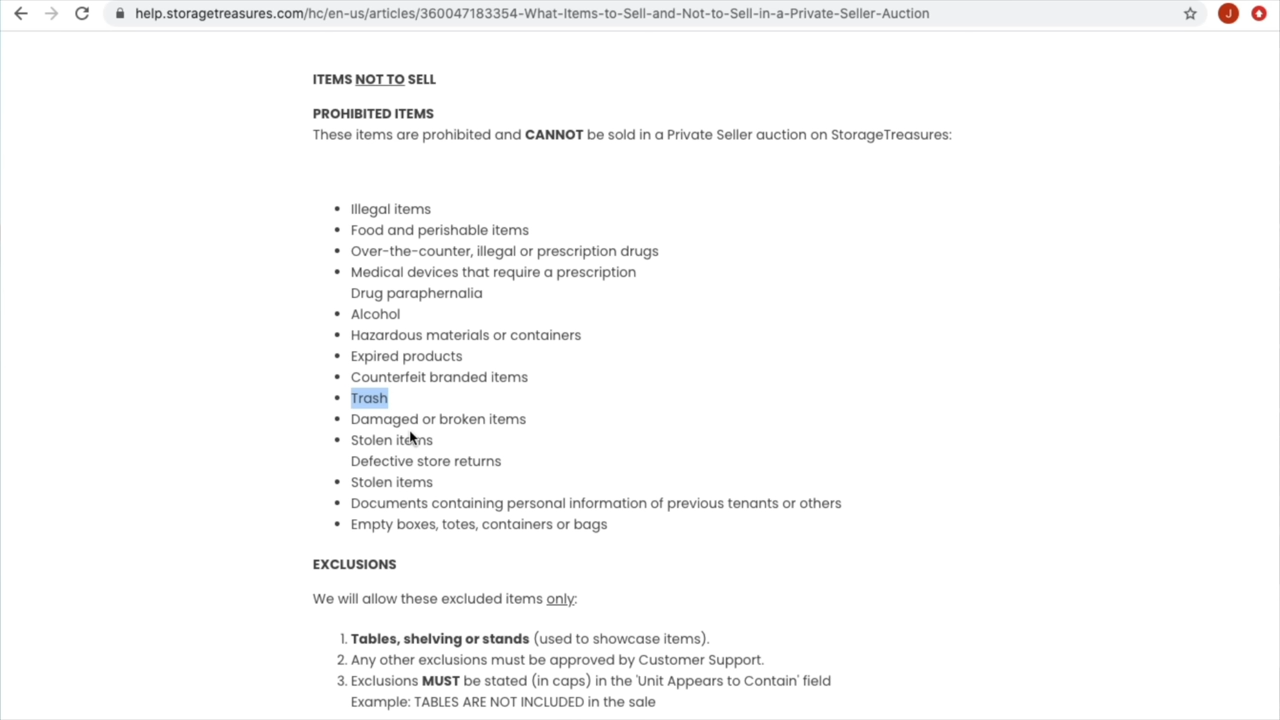 help.storagetreasures.com/hc/en-us/articles/360047183354-What-Items-to-Sell-and-Not-to-Sell-in-a-Private-Seller-Auction
J
ITEMS NOT TO SELL
PROHIBITED ITEMS
These items are prohibited and CANNOT be sold in a Private Seller auction on StorageTreasures:
• Illegal items
• Food and perishable items
• Over-the-counter, illegal or prescription drugs
• Medical devices that require a prescription
Drug paraphernalia
• Alcohol
• Hazardous materials or containers
• Expired products
• Counterfeit branded items
• Trash
• Damaged or broken items
• Stolen items
Defective store returns
• Stolen items
• Documents containing personal information of previous tenants or others
• Empty boxes, totes, containers or bags
EXCLUSIONS
We will allow these excluded items only:
1. Tables, shelving or stands (used to showcase items).
2. Any other exclusions must be approved by Customer Support.
3. Exclusions MUST be stated (in caps) in the 'Unit Appears to Contain' field
Example: TABLES ARE NOT INCLUDED in the sale